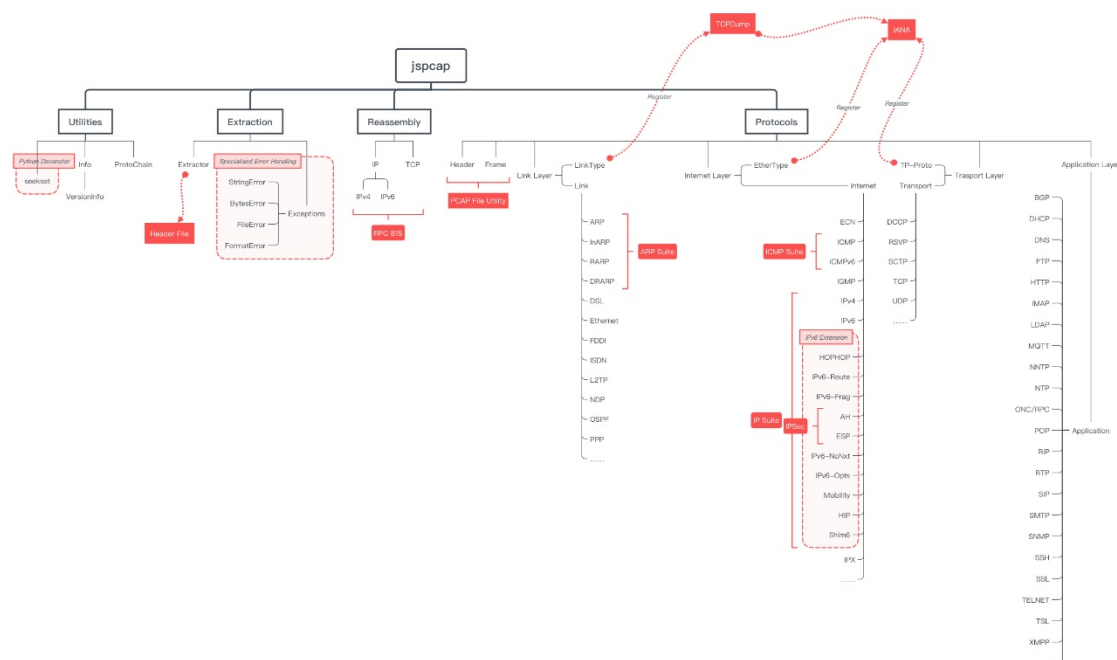 TCPDump
IANA
jspcap
Register
Register
Register
Utilities
Extraction
Reassembly
Protocols
Python Decorator
seekset
Info
VersionInfo
ProtoChain
Extractor
Header File
Specialised Error Handling
StringError
BytesError
FileError
FormatError
Exceptions
IP
TCP
IPv4
IPv6
RFC 815
Header
Frame
PCAP File Utility
Link Layer
LinkType
Link
ARP
InARP
RARP
DRARP
ARP Suite
DSL
Ethernet
FDDI
ISDN
L2TP
NDP
OSPF
PPP
......
Internet Layer
EtherType
Internet
ECN
ICMP
ICMPv6
ICMP Suite
IGMP
IPv4
IPv6
IPv6 Extension
HOPHOP
IPv6-Route
IPv6-Frag
AH
ESP
IP Suite
IPSec
IPv6-NoNxt
IPv6-Opts
Mobility
HIP
Shim6
IPX
......
TP-Proto
Transport
Trasport Layer
DCCP
RSVP
SCTP
TCP
UDP
......
Application Laye
BGP
DHCP
DNS
FTP
HTTP
IMAP
LDAP
MQTT
NNTP
NTP
ONC/RPC
POP
Application
RIP
RTP
SIP
SMTP
SNMP
SSH
SSL
TELNET
TSL
XMPP